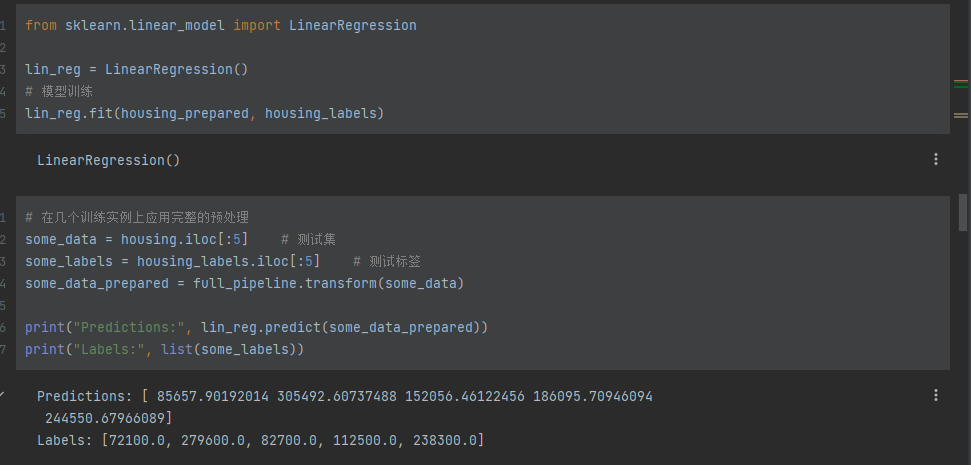 1 from sklearn.linear_model import LinearRegression
2
3 lin_reg = LinearRegression()
4 # 模型训练
5 lin_reg.fit(housing_prepared, housing_labels)
LinearRegression()
1 # 在几个训练实例上应用完整的预处理
2 some_data = housing.iloc[:5]    # 测试集
3 some_labels = housing_labels.iloc[:5]    # 测试标签
4 some_data_prepared = full_pipeline.transform(some_data)
5
6 print("Predictions:", lin_reg.predict(some_data_prepared))
7 print("Labels:", list(some_labels))
Predictions: [ 85657.90192014 305492.60737488 152056.46122456 186095.70946094
 244550.67966089]
Labels: [72100.0, 279600.0, 82700.0, 112500.0, 238300.0]